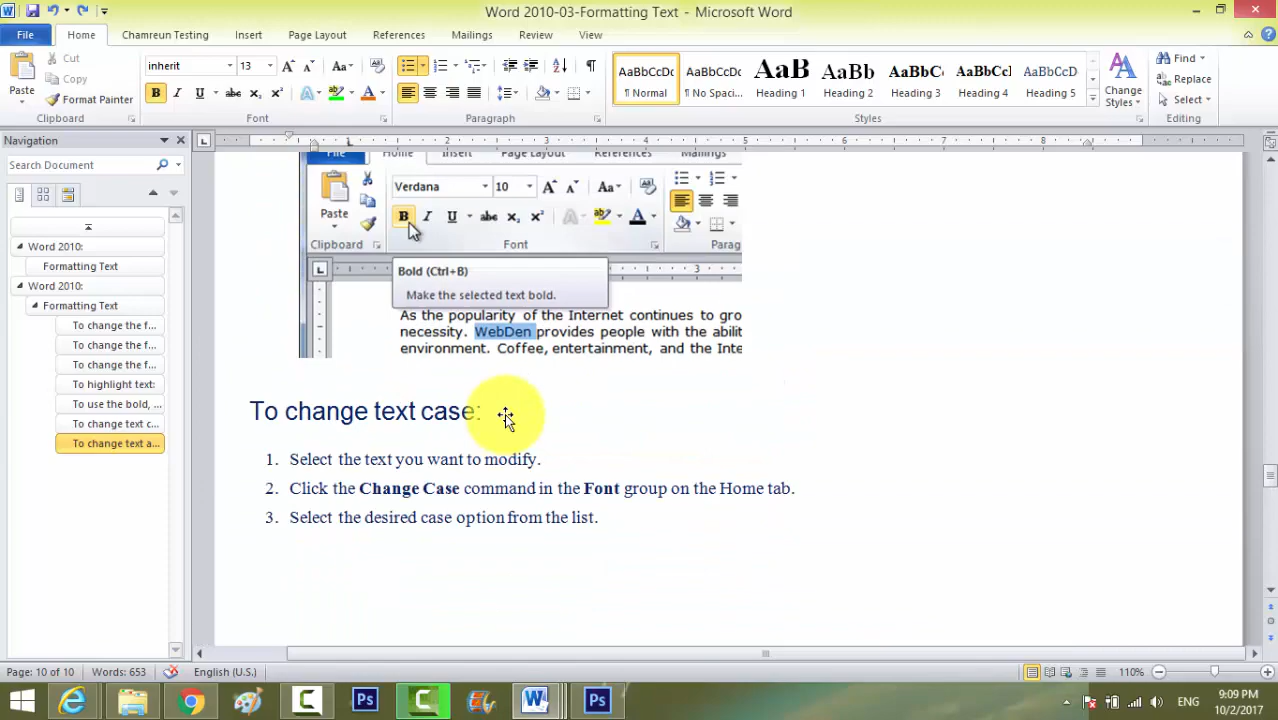 Word 2010-03-Formatting Text - Microsoft Word
File Home Chamreun Testing Insert Page Layout References Mailings Review View
Paste
Cut
Copy
Format Painter
Clipboard
inherit 13
Font
Paragraph
AaBbCcDc AaBbCcDc AaB AaBb AaBbC AaBbCc AaBbCcDc
¶ Normal ¶ No Spaci... Heading 1 Heading 2 Heading 3 Heading 4 Heading 5
Styles
Change Styles
Find
Replace
Select
Editing
Navigation
Search Document
Word 2010:
Formatting Text
Word 2010:
Formatting Text
To change the f...
To change the f...
To change the f...
To highlight text:
To use the bold, ...
To change text c...
To change text a...
File Home Insert Page Layout References Mailings
Paste
Verdana 10
Clipboard Font Parag
Bold (Ctrl+B)
Make the selected text bold.
As the popularity of the Internet continues to gro
necessity. WebDen provides people with the abilit
environment. Coffee, entertainment, and the Inte
To change text case:
1. Select the text you want to modify.
2. Click the Change Case command in the Font group on the Home tab.
3. Select the desired case option from the list.
Page: 10 of 10 Words: 653 English (U.S.) 110%
ENG
9:09 PM
10/2/2017